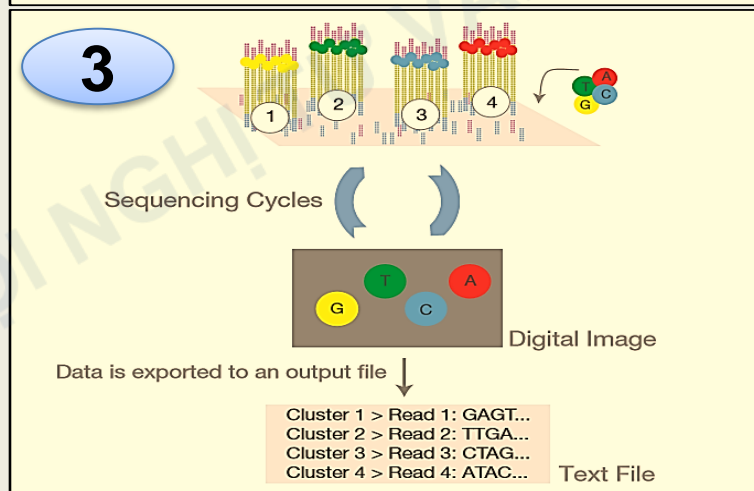 3
1
2
3
4
T
A
G
C
Sequencing Cycles
T
A
G
C
Digital Image
Data is exported to an output file
Cluster 1 > Read 1: GAGT...
Cluster 2 > Read 2: TTGA...
Cluster 3 > Read 3: CTAG...
Cluster 4 > Read 4: ATAC...
Text File